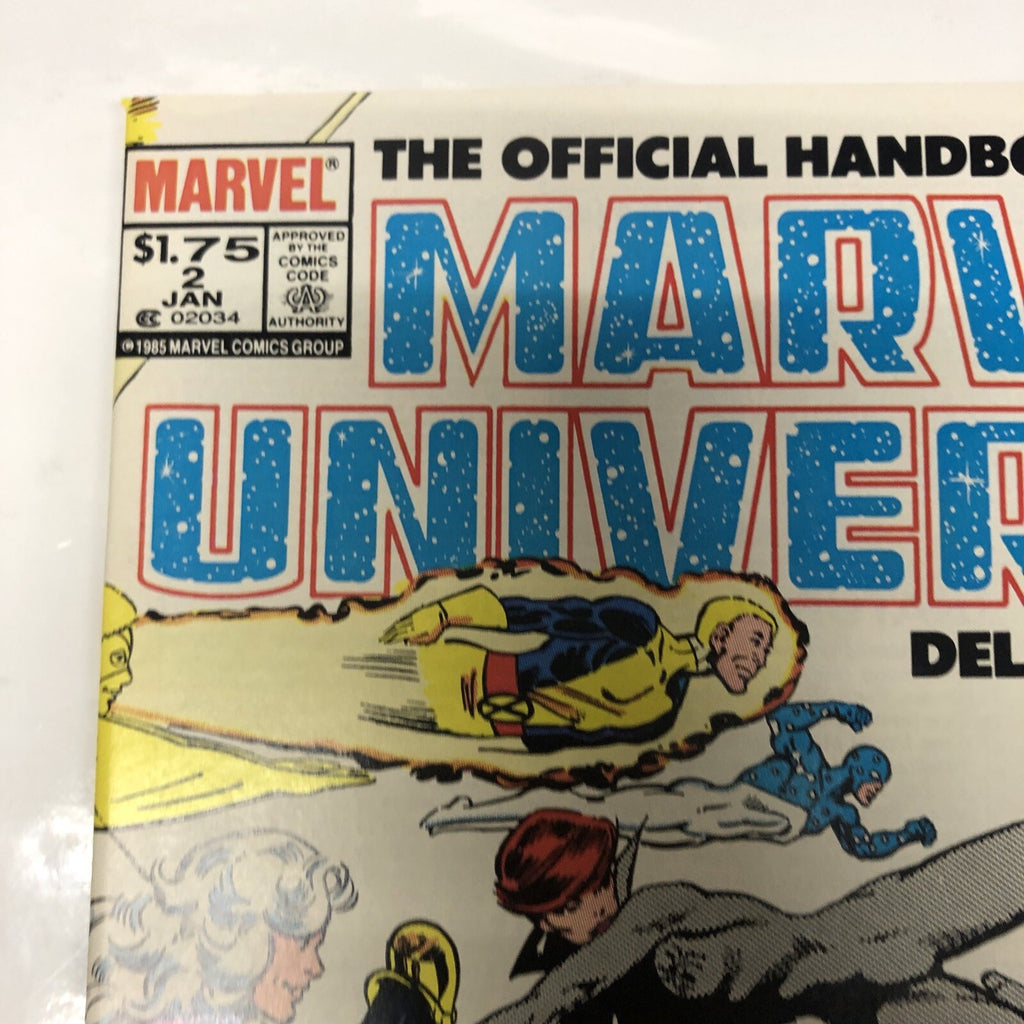 THE OFFICIAL HANDBO
MARVEL®
MARV
$1.75
2
JAN
02034
APPROVED
BY THE
COMICS
CODE
AUTHORITY
© 1985 MARVEL COMICS GROUP
UNIVER
DEL